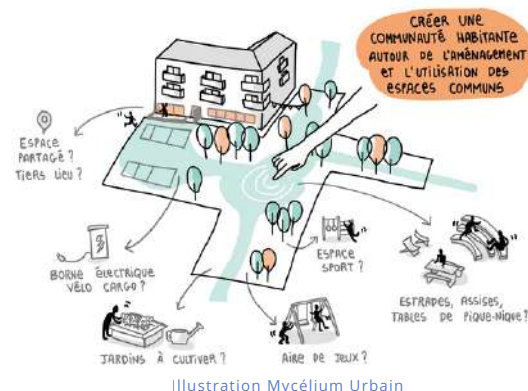 CRÉER UNE
COMMUNAUTÉ HABITANTE
AUTOUR DE L'AMÉNAGEMENT
ET L'UTILISATION DES
ESPACES COMMUNS
ESPACE
PARTAGÉ ?
TIERS LIEU ?
BORNE ÉLECTRIQUE
VÉLO CARGO ?
JARDINS À CULTIVER ?
AIRE DE JEUX ?
ESPACE
SPORT ?
ESTRADES, ASSISES,
TABLES DE PIQUE-NIQUE ?
Illustration Mycélium Urbain